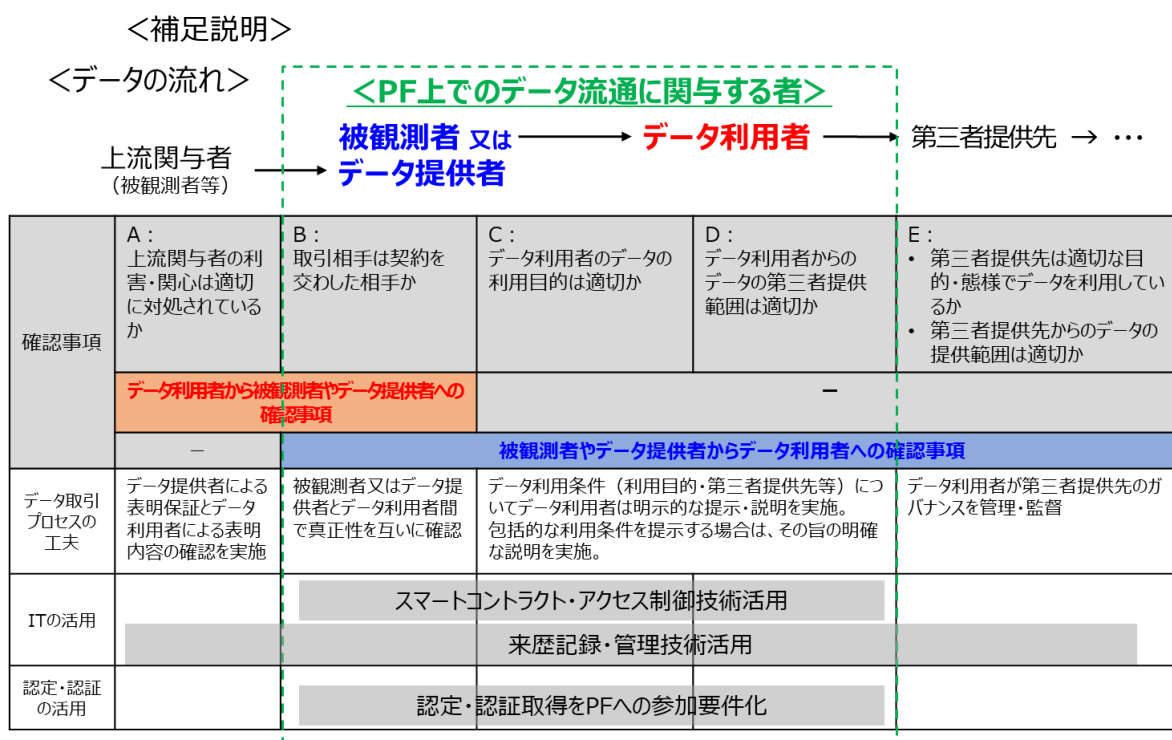 ＜補足説明＞
＜データの流れ＞
＜PF上でのデータ流通に関与する者＞
上流関与者
（被観測者等）
被観測者 又は
データ提供者
データ利用者
第三者提供先 → ・・・
確認事項
A：
上流関与者の利
害・関心は適切
に対処されている
か
B：
取引相手は契約を
交わした相手か
C：
データ利用者のデータの
利用目的は適切か
D：
データ利用者からの
データの第三者提供
範囲は適切か
E：
• 第三者提供先は適切な目
的・態様でデータを利用してい
るか
• 第三者提供先からのデータの
提供範囲は適切か
データ利用者から被観測者やデータ提供者への
確認事項
－
－
被観測者やデータ提供者からデータ利用者への確認事項
データ取引
プロセスの
工夫
データ提供者による
表明保証とデータ
利用者による表明
内容の確認を実施
被観測者又はデータ提
供者とデータ利用者間
で真正性を互いに確認
データ利用条件（利用目的・第三者提供先等）につ
いてデータ利用者は明示的な提示・説明を実施。
包括的な利用条件を提示する場合は、その旨の明確
な説明を実施。
データ利用者が第三者提供先のガ
バナンスを管理・監督
ITの活用
スマートコントラクト・アクセス制御技術活用
来歴記録・管理技術活用
認定・認証
の活用
認定・認証取得をPFへの参加要件化